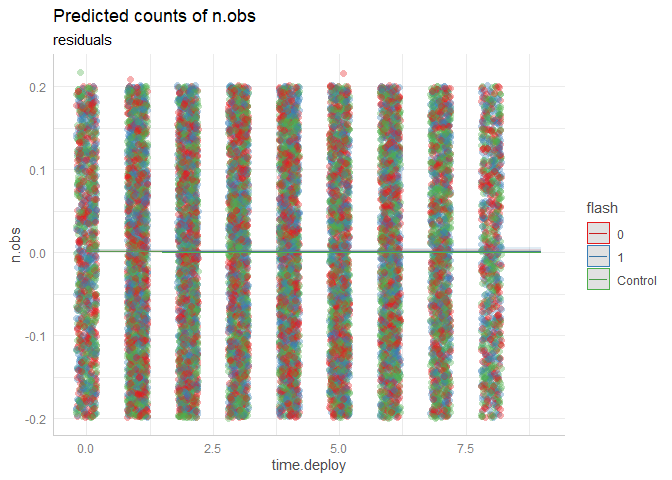 Predicted counts of n.obs
residuals
0.2
0.1
0.0
-0.1
-0.2
n.obs
0.0
2.5
5.0
7.5
time.deploy
flash
0
1
Control